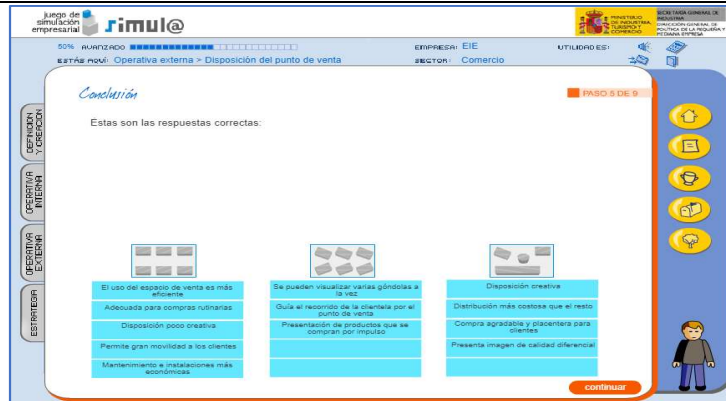 juego de
simulación
empresarial
simul@
MINISTERIO
DE INDUSTRIA,
TURISMO Y
COMERCIO
SECRETARÍA GENERAL DE
INDUSTRIA
DIRECCIÓN GENERAL DE
POLÍTICA DE LA PEQUEÑA Y
MEDIANA EMPRESA
50% AVANZADO
EMPRESA: EIE
UTILIDADES:
ESTÁS AQUÍ: Operativa externa > Disposición del punto de venta
SECTOR: Comercio
Conclusión
PASO 5 DE 9
Estas son las respuestas correctas:
DEFINICION
Y CREACION
OPERATIVA
INTERNA
OPERATIVA
EXTERNA
ESTRATEGIA
El uso del espacio de venta es más
eficiente
Adecuada para compras rutinarias
Disposición poco creativa
Permite gran movilidad a los clientes
Mantenimiento e instalaciones más
económicas
Se pueden visualizar varias góndolas a
la vez
Guía el recorrido de la clientela por el
punto de venta
Presentación de productos que se
compran por impulso
Disposición creativa
Distribución más costosa que el resto
Compra agradable y placentera para
clientes
Presenta imagen de calidad diferencial
continuar